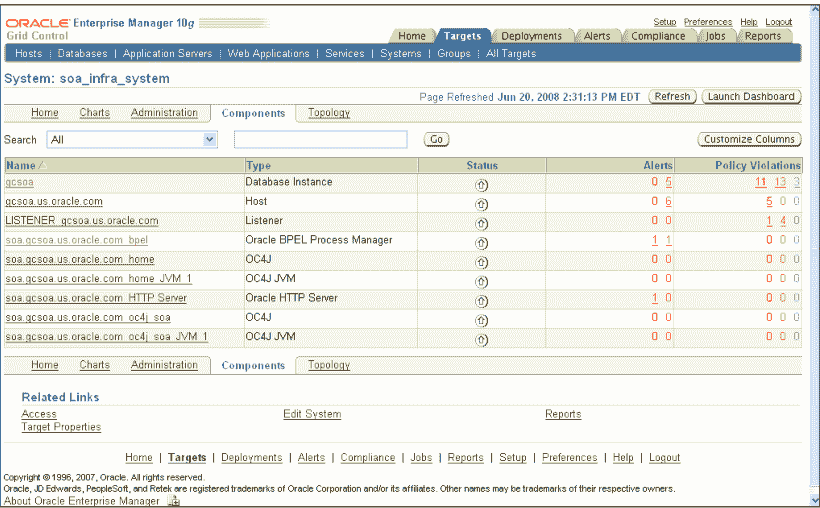 ORACLE Enterprise Manager 10g
Grid Control
Setup Preferences Help Logout
Home Targets Deployments Alerts Compliance Jobs Reports
Hosts | Databases | Application Servers | Web Applications | Services | Systems | Groups | All Targets
System: soa_infra_system
Page Refreshed Jun 20, 2008 2:31:13 PM EDT Refresh Launch Dashboard
Home Charts Administration Components Topology
Search All Go Customize Columns
Name Type Status Alerts Policy Violations
gcsoa Database Instance 0 5 11 13 3
gcsoa.us.oracle.com Host 0 6 5 0 0
LISTENER_gcsoa.us.oracle.com Listener 0 0 1 4 0
soa.gcsoa.us.oracle.com_bpel Oracle BPEL Process Manager 1 1 0 0 0
soa.gcsoa.us.oracle.com_home OC4J 0 0 0 0 0
soa.gcsoa.us.oracle.com_home_JVM_1 OC4J JVM 0 0 0 0 0
soa.gcsoa.us.oracle.com_HTTP Server Oracle HTTP Server 1 0 0 0 0
soa.gcsoa.us.oracle.com_oc4j_soa OC4J 0 0 0 0 0
soa.gcsoa.us.oracle.com_oc4j_soa_JVM_1 OC4J JVM 0 0 0 0 0
Home Charts Administration Components Topology
Related Links
Access Edit System Reports
Target Properties
Home | Targets | Deployments | Alerts | Compliance | Jobs | Reports | Setup | Preferences | Help | Logout
Copyright © 1996, 2007, Oracle. All rights reserved.
Oracle, JD Edwards, PeopleSoft, and Retek are registered trademarks of Oracle Corporation and/or its affiliates. Other names may be trademarks of their respective owners.
About Oracle Enterprise Manager